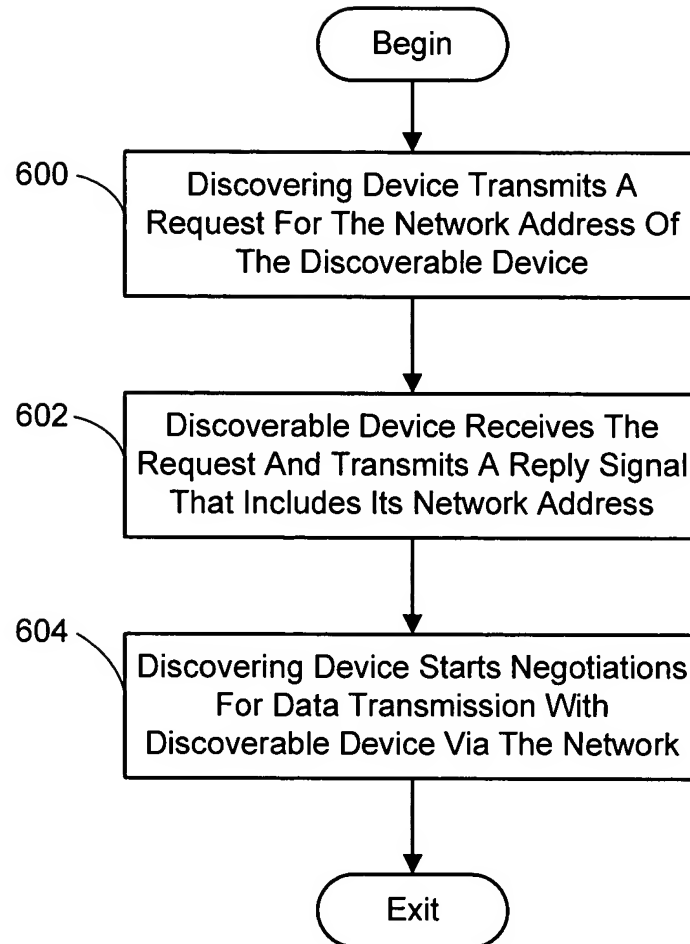 Begin
600
Discovering Device Transmits A
Request For The Network Address Of
The Discoverable Device
602
Discoverable Device Receives The
Request And Transmits A Reply Signal
That Includes Its Network Address
604
Discovering Device Starts Negotiations
For Data Transmission With
Discoverable Device Via The Network
Exit